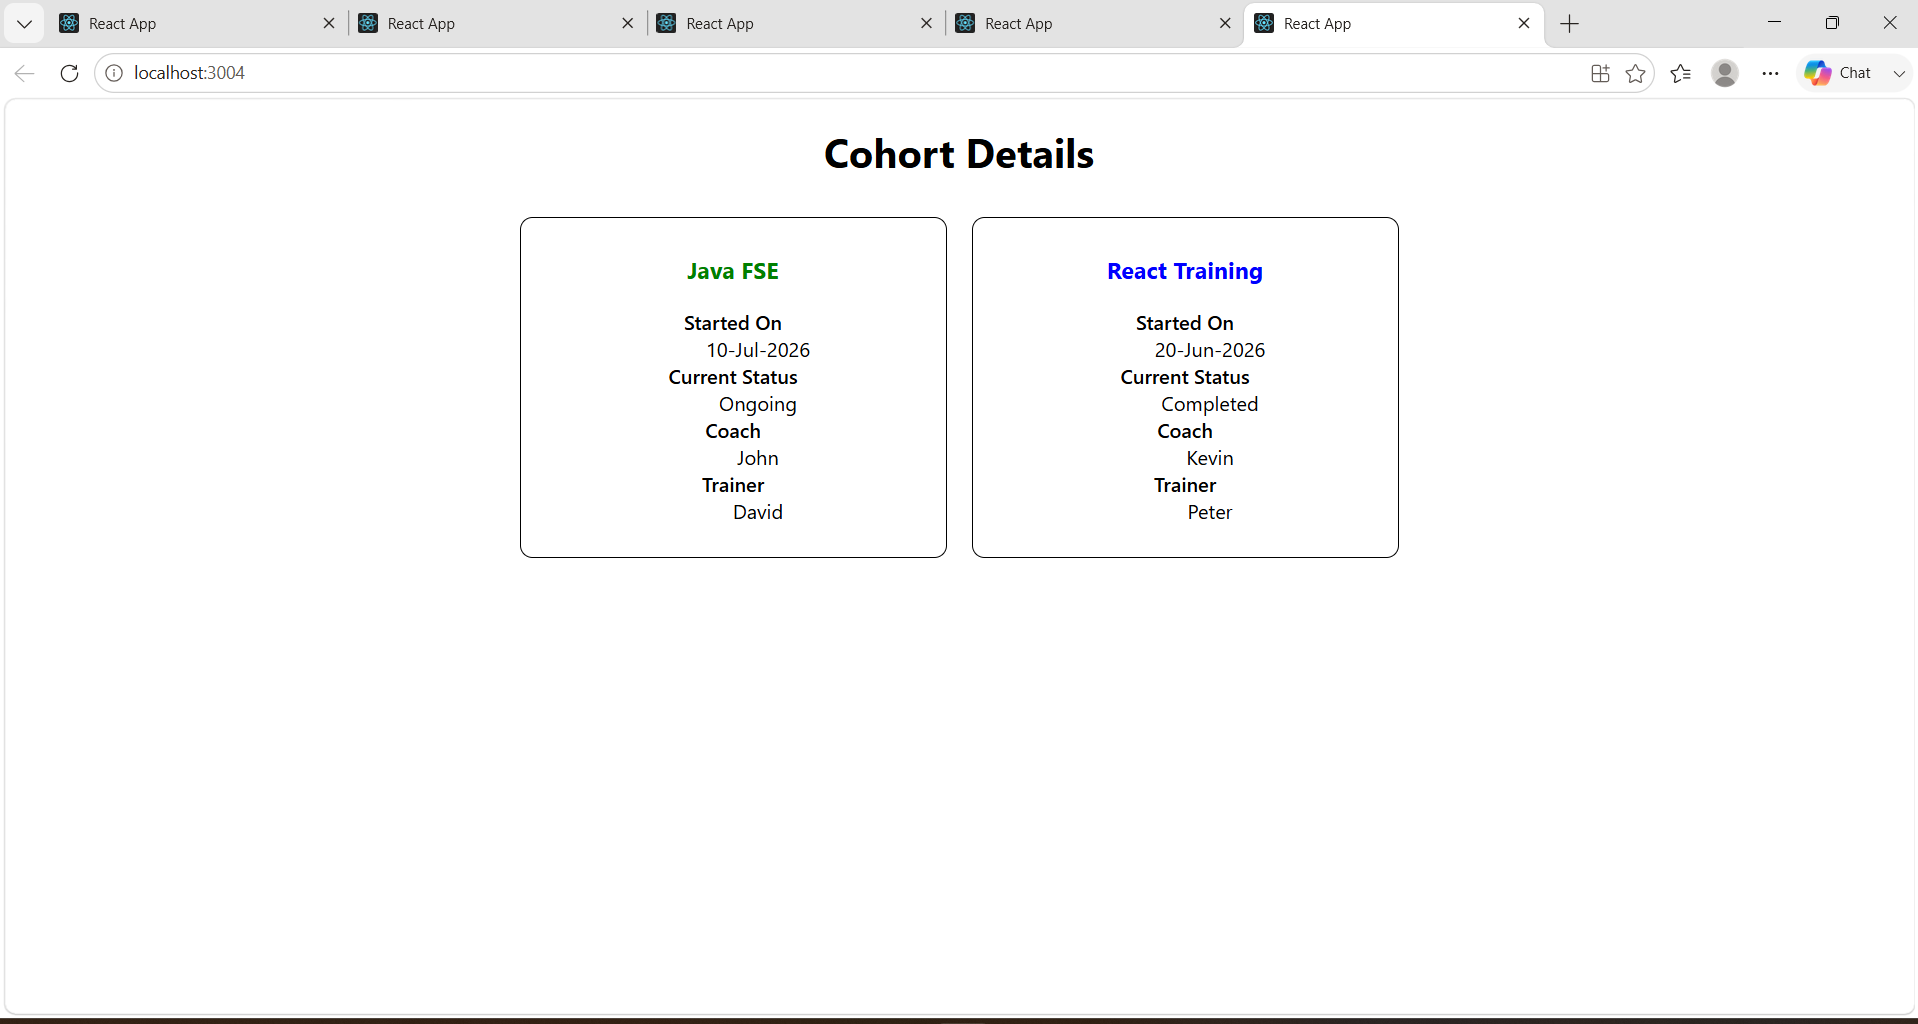 React App
React App
React App
React App
React App
localhost:3004
Chat
Cohort Details
Java FSE
Started On
10-Jul-2026
Current Status
Ongoing
Coach
John
Trainer
David
React Training
Started On
20-Jun-2026
Current Status
Completed
Coach
Kevin
Trainer
Peter